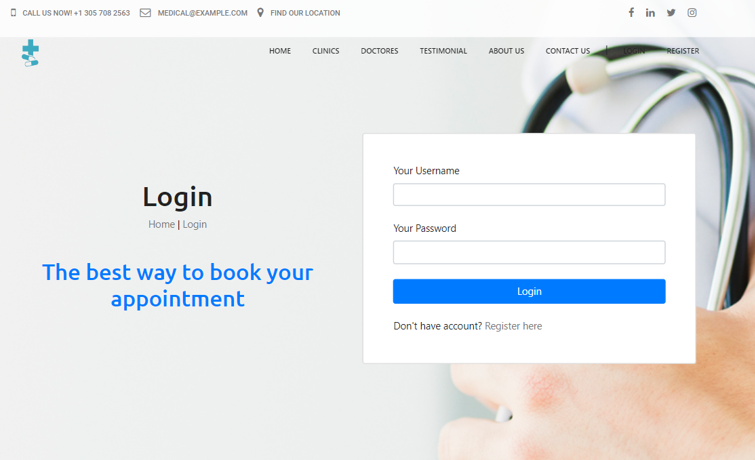 CALL US NOW! +1 305 708 2563 MEDICAL@EXAMPLE.COM FIND OUR LOCATION
HOME CLINICS DOCTORES TESTIMONIAL ABOUT US CONTACT US | LOGIN REGISTER
Login
Home | Login
The best way to book your
appointment
Your Username
Your Password
Login
Don't have account? Register here